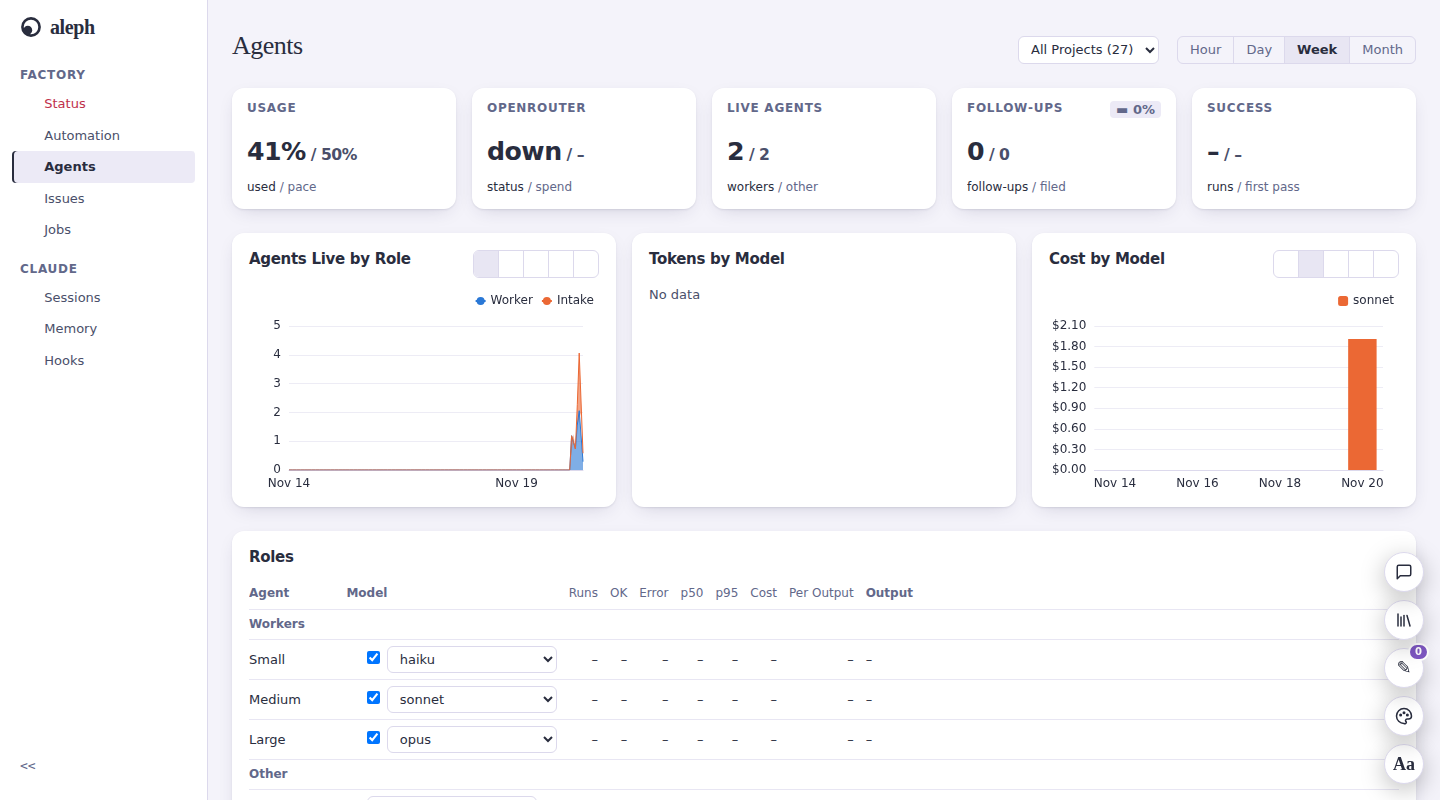 aleph
FACTORY
Status
Automation
Agents
Issues
Jobs
CLAUDE
Sessions
Memory
Hooks
<<
Agents
All Projects (27)
Hour Day Week Month
USAGE
41% / 50%
used / pace
OPENROUTER
down / –
status / spend
LIVE AGENTS
2 / 2
workers / other
FOLLOW-UPS
0%
0 / 0
follow-ups / filed
SUCCESS
– / –
runs / first pass
Agents Live by Role
Worker Intake
5
4
3
2
1
0
Nov 14 Nov 19
Tokens by Model
No data
Cost by Model
sonnet
$2.10
$1.80
$1.50
$1.20
$0.90
$0.60
$0.30
$0.00
Nov 14 Nov 16 Nov 18 Nov 20
Roles
Agent Model Runs OK Error p50 p95 Cost Per Output Output
Workers
Small haiku – – – – – – – –
Medium sonnet – – – – – – – –
Large opus – – – – – – – –
Other
0
Aa